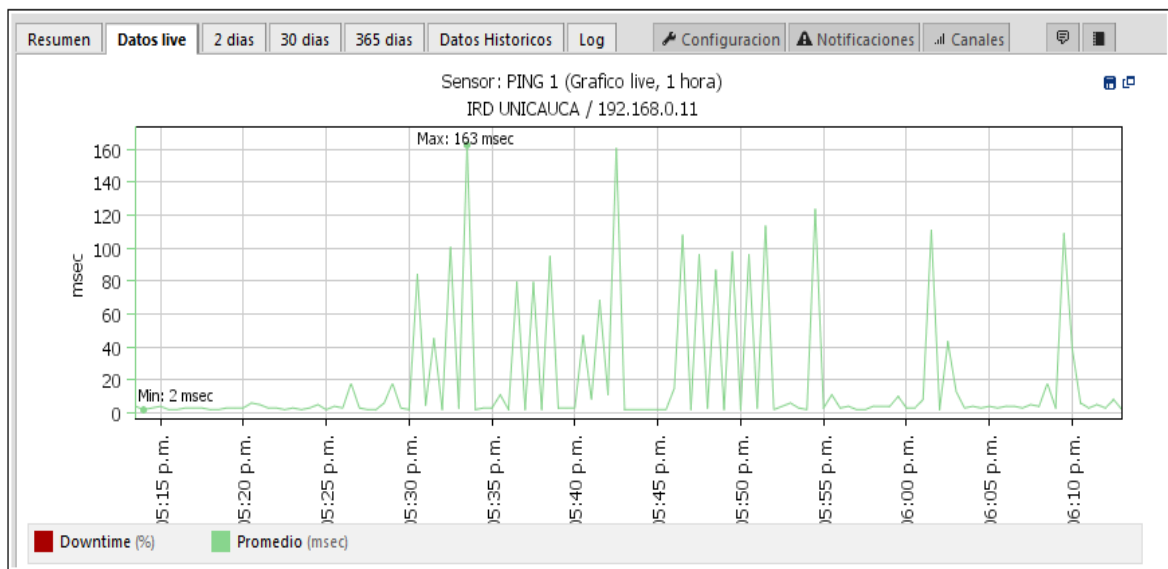 Resumen Datos live 2 dias 30 dias 365 dias Datos Historicos Log Configuracion Notificaciones Canales
Sensor: PING 1 (Grafico live, 1 hora)
IRD UNICAUCA / 192.168.0.11
Max: 163 msec
160
140
120
100
80
60
40
20
0
msec
Min: 2 msec
05:15 p.m.
05:20 p.m.
05:25 p.m.
05:30 p.m.
05:35 p.m.
05:40 p.m.
05:45 p.m.
05:50 p.m.
05:55 p.m.
06:00 p.m.
06:05 p.m.
06:10 p.m.
Downtime (%) Promedio (msec)